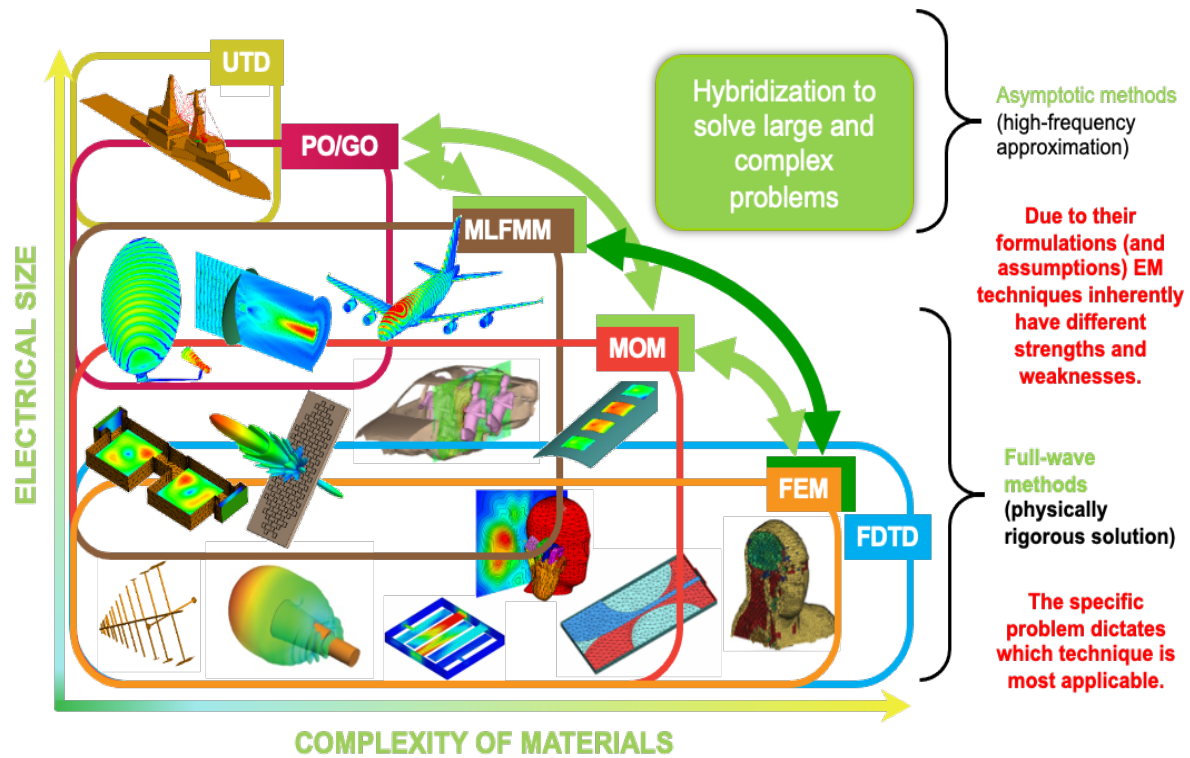 UTD
PO/GO
MLFMM
MOM
FEM
FDTD
Hybridization to
solve large and
complex
problems
Asymptotic methods
(high-frequency
approximation)
Due to their
formulations (and
assumptions) EM
techniques inherently
have different
strengths and
weaknesses.
Full-wave
methods
(physically
rigorous solution)
The specific
problem dictates
which technique is
most applicable.
ELECTRICAL SIZE
COMPLEXITY OF MATERIALS